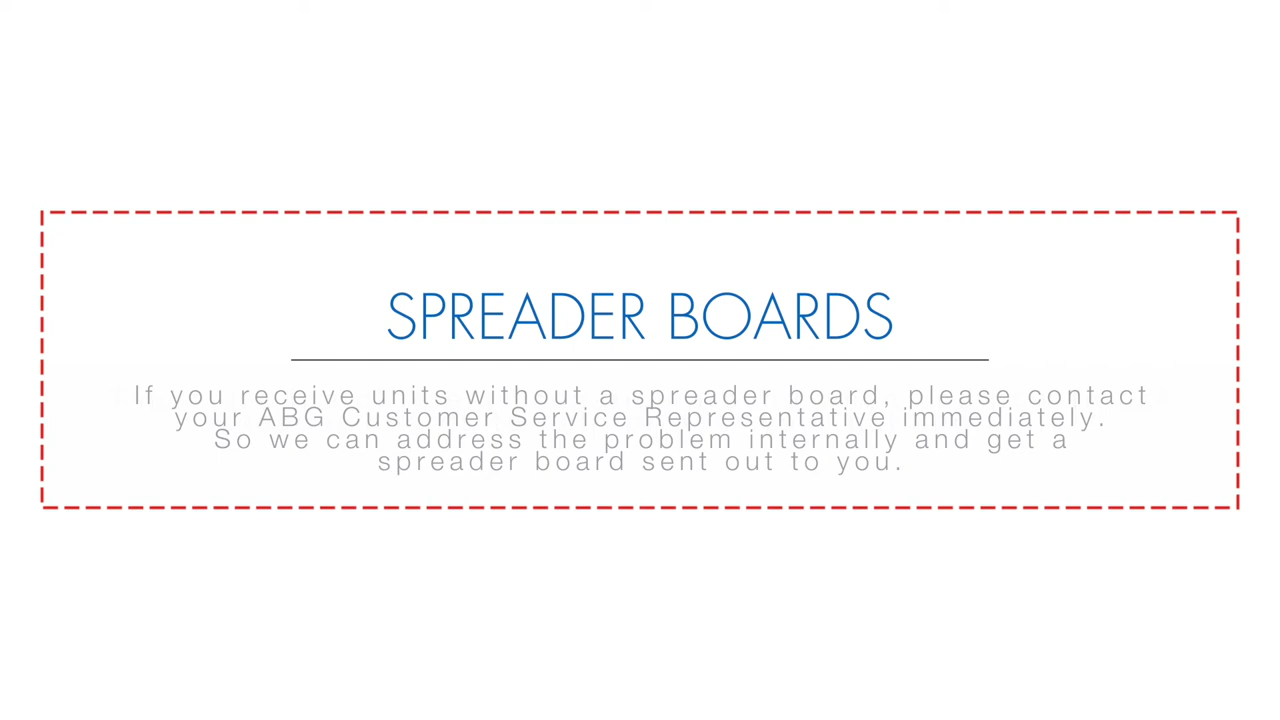 SPREADER BOARDS
If you receive units without a spreader board, please contact
your ABG Customer Service Representative immediately.
So we can address the problem internally and get a
spreader board sent out to you.